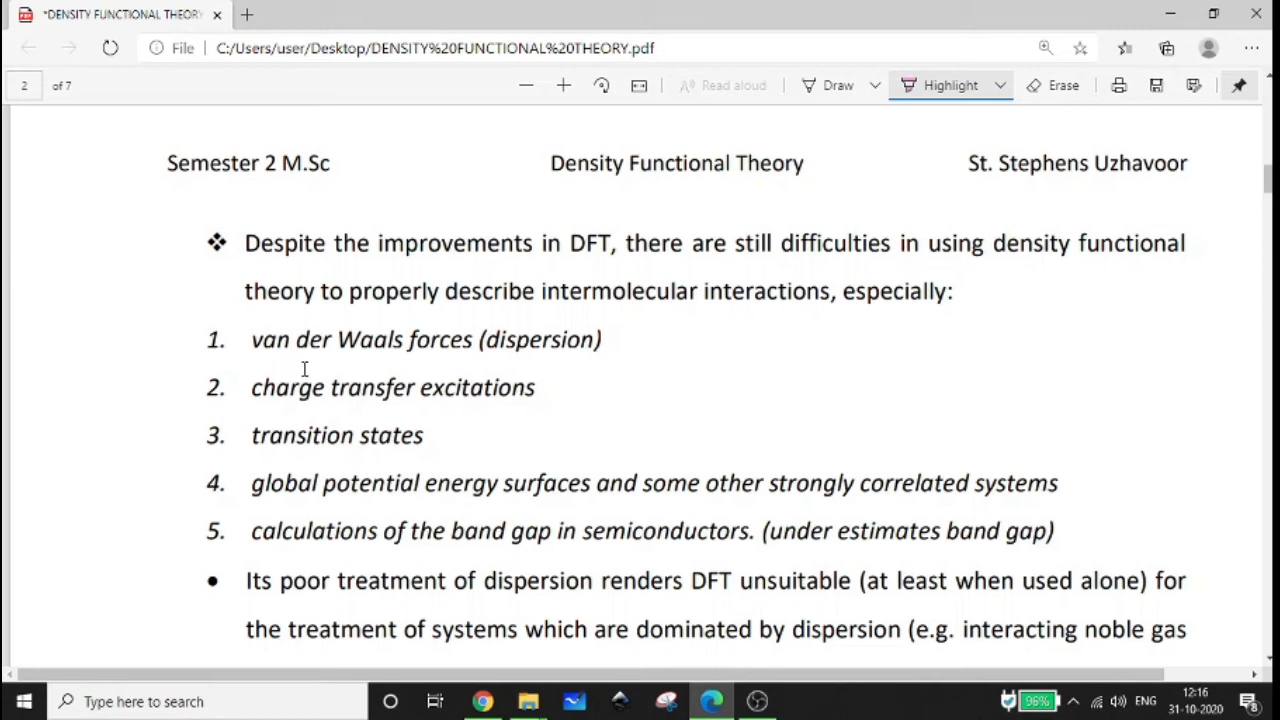 *DENSITY FUNCTIONAL THEORY
File
C:/Users/user/Desktop/DENSITY%20FUNCTIONAL%20THEORY.pdf
2 of 7
Read aloud
Draw
Highlight
Erase
Semester 2 M.Sc Density Functional Theory St. Stephens Uzhavoor
❖ Despite the improvements in DFT, there are still difficulties in using density functional
theory to properly describe intermolecular interactions, especially:
1. van der Waals forces (dispersion)
2. charge transfer excitations
3. transition states
4. global potential energy surfaces and some other strongly correlated systems
5. calculations of the band gap in semiconductors. (under estimates band gap)
• Its poor treatment of dispersion renders DFT unsuitable (at least when used alone) for
the treatment of systems which are dominated by dispersion (e.g. interacting noble gas
Type here to search
96%
ENG
12:16
31-10-2020
8